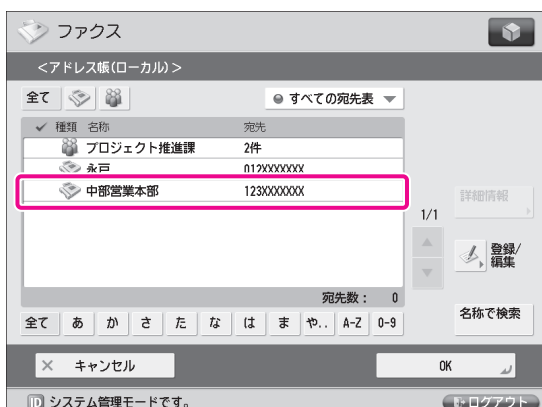 ファクス
<アドレス帳(ローカル)>
全て すべての宛先表
種類 名称 宛先
プロジェクト推進課 2件
永戸 012XXXXXXX
中部営業本部 123XXXXXXX
詳細情報
1/1
登録/
編集
宛先数: 0
名称で検索
全て あ か さ た な は ま や.. A-Z 0-9
キャンセル OK
ID システム管理モードです。 ログアウト